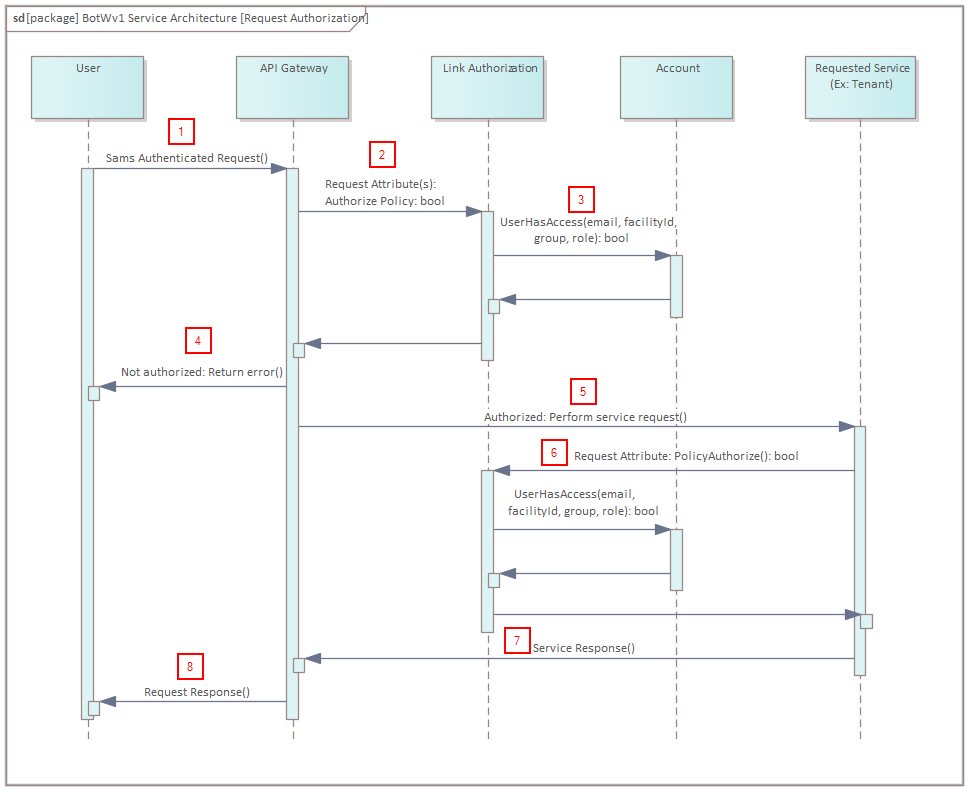 sd [package] BotWv1 Service Architecture [Request Authorization]
User
API Gateway
Link Authorization
Account
Requested Service
(Ex: Tenant)
1
Sams Authenticated Request()
2
Request Attribute(s):
Authorize Policy: bool
3
UserHasAccess(email, facilityId,
group, role): bool
4
Not authorized: Return error()
5
Authorized: Perform service request()
6
Request Attribute: PolicyAuthorize(): bool
UserHasAccess(email,
facilityId, group, role): bool
7
Service Response()
8
Request Response()